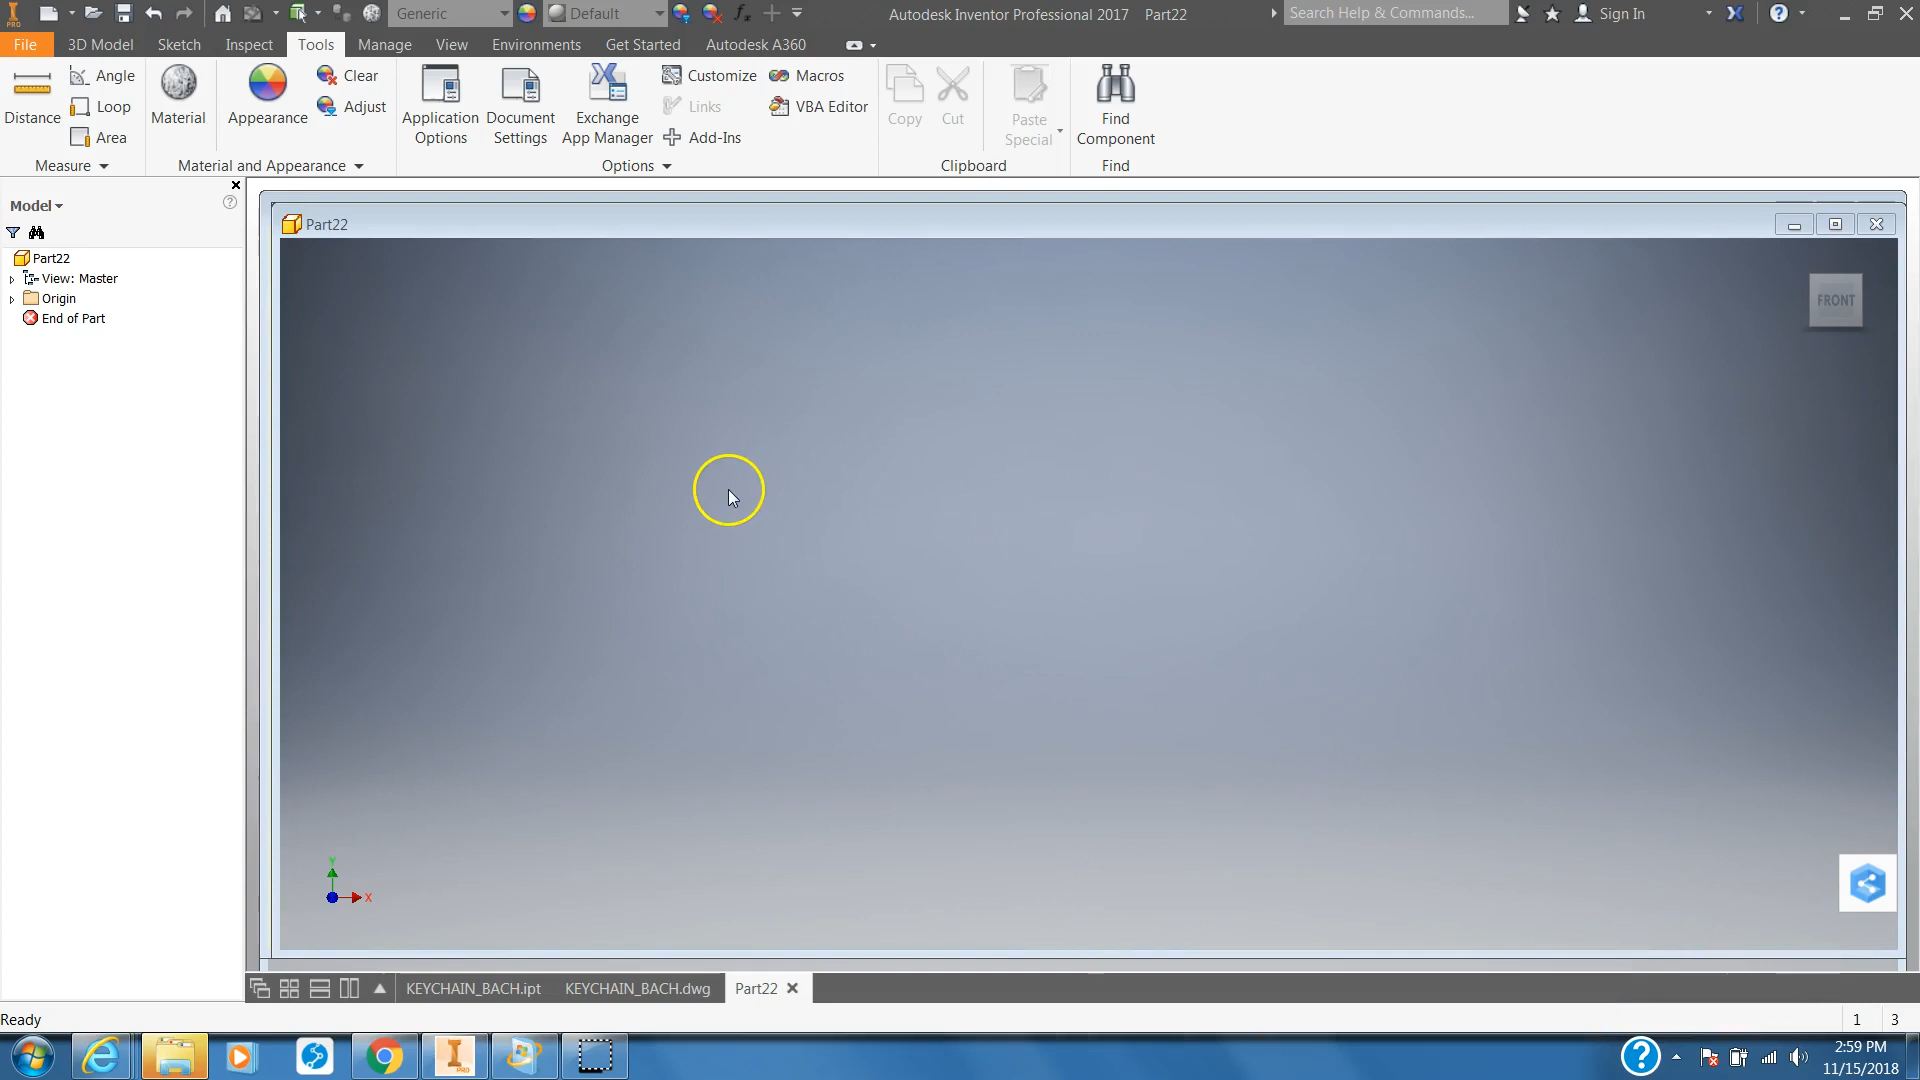 PRO
Generic
Default
Autodesk Inventor Professional 2017 Part22
Search Help & Commands...
Sign In
File 3D Model Sketch Inspect Tools Manage View Environments Get Started Autodesk A360
Distance
Angle
Loop
Area
Measure
Material
Appearance
Clear
Adjust
Material and Appearance
Application Options
Document Settings
Exchange App Manager
Customize
Links
Add-Ins
Macros
VBA Editor
Options
Copy
Cut
Paste Special
Clipboard
Find Component
Find
Model
Part22
View: Master
Origin
End of Part
Part22
FRONT
Y
X
KEYCHAIN_BACH.ipt KEYCHAIN_BACH.dwg Part22
Ready
1 3
PRO
2:59 PM
11/15/2018